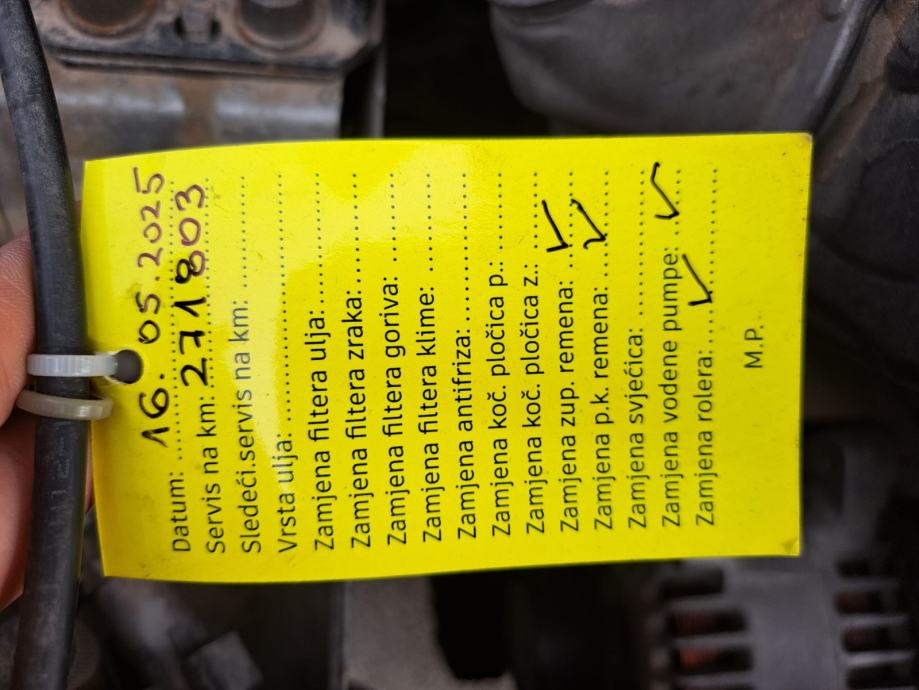 Datum: 16.05.2025
Servis na km: 271803
Sledeći.servis na km:
Vrsta ulja:
Zamjena filtera ulja:
Zamjena filtera zraka:
Zamjena filtera goriva:
Zamjena filtera klime:
Zamjena antifriza:
Zamjena koč. pločica p.:
Zamjena koč. pločica z.:
Zamjena zup. remena: ✓
Zamjena p.k. remena: ✓
Zamjena svjećica:
Zamjena vodene pumpe: ✓
Zamjena rolera: ✓
M.P.